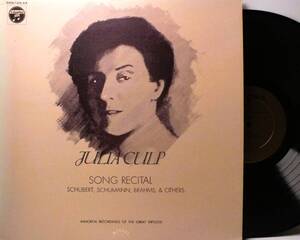 JULIA CULP
SONG RECITAL
SCHUBERT, SCHUMANN, BRAHMS, & OTHERS
IMMORTAL RECORDINGS OF THE GREAT ARTISTS